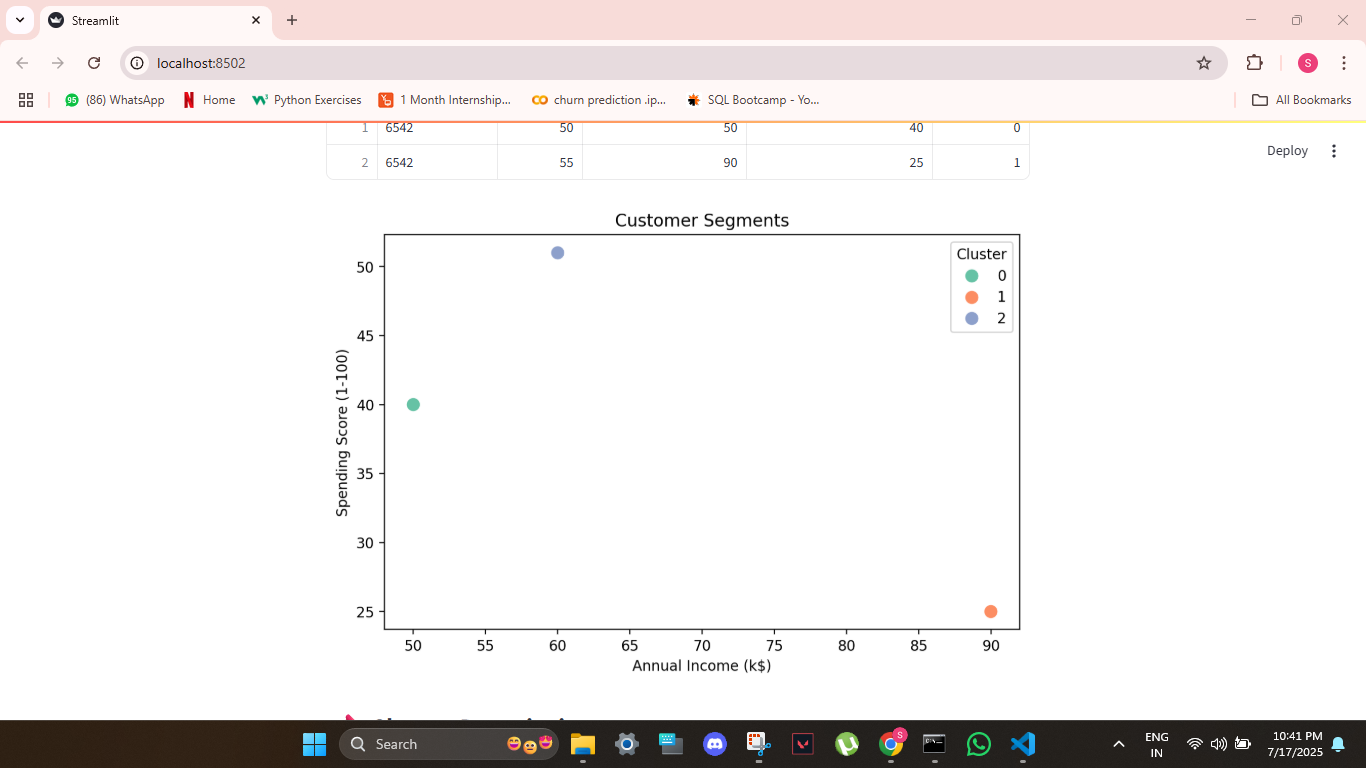 Streamlit
localhost:8502
S
95 (86) WhatsApp
N Home
Python Exercises
1 Month Internship...
CO churn prediction .ip...
SQL Bootcamp - Yo...
All Bookmarks
1 6542 50 50 40 0
Deploy
2 6542 55 90 25 1
Customer Segments
Cluster
0
1
2
50
45
40
35
30
25
Spending Score (1-100)
50 55 60 65 70 75 80 85 90
Annual Income (k$)
Search
S
ENG
IN
10:41 PM
7/17/2025